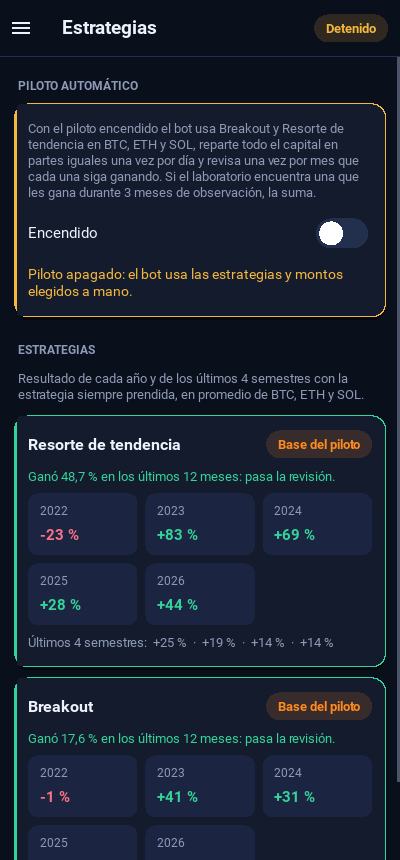 Estrategias
Detenido
PILOTO AUTOMÁTICO
Con el piloto encendido el bot usa Breakout y Resorte de
tendencia en BTC, ETH y SOL, reparte todo el capital en
partes iguales una vez por día y revisa una vez por mes que
cada una siga ganando. Si el laboratorio encuentra una que
les gana durante 3 meses de observación, la suma.
Encendido
Piloto apagado: el bot usa las estrategias y montos
elegidos a mano.
ESTRATEGIAS
Resultado de cada año y de los últimos 4 semestres con la
estrategia siempre prendida, en promedio de BTC, ETH y SOL.
Resorte de tendencia
Base del piloto
Ganó 48,7 % en los últimos 12 meses: pasa la revisión.
2022
-23 %
2023
+83 %
2024
+69 %
2025
+28 %
2026
+44 %
Últimos 4 semestres: +25 % · +19 % · +14 % · +14 %
Breakout
Base del piloto
Ganó 17,6 % en los últimos 12 meses: pasa la revisión.
2022
-1 %
2023
+41 %
2024
+31 %
2025
2026